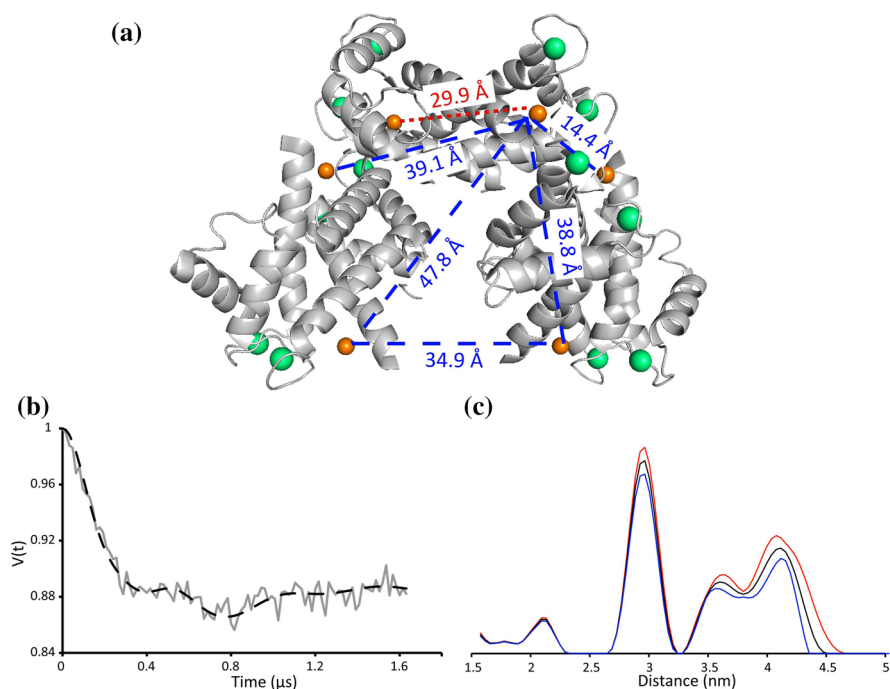 (a)
29.9 Å
14.4 Å
39.1 Å
38.8 Å
47.8 Å
34.9 Å
(b)
1
0.96
0.92
0.88
0.84
V(t)
0
0.4
0.8
1.2
1.6
Time (µs)
(c)
1.5
2
2.5
3
3.5
4
4.5
5
Distance (nm)